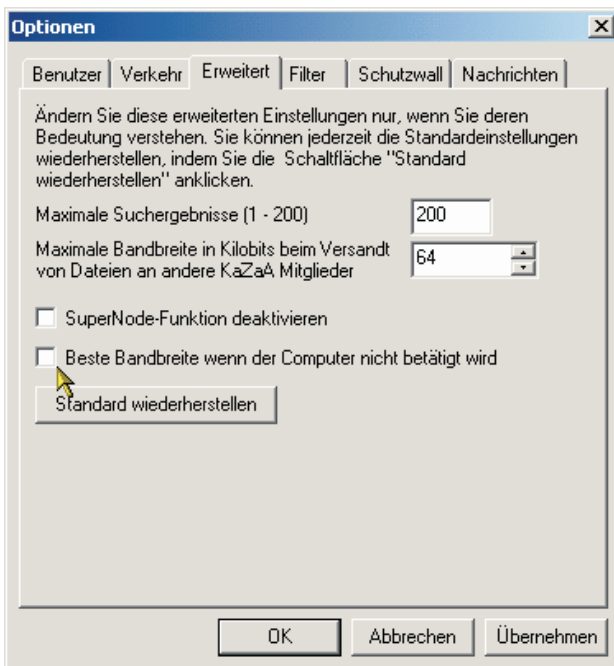 Optionen
Benutzer Verkehr Erweitert Filter Schutzwall Nachrichten
Ändern Sie diese erweiterten Einstellungen nur, wenn Sie deren
Bedeutung verstehen. Sie können jederzeit die Standardeinstellungen
wiederherstellen, indem Sie die Schaltfläche "Standard
wiederherstellen" anklicken.
Maximale Suchergebnisse (1 - 200) 200
Maximale Bandbreite in Kilobits beim Versandt
von Dateien an andere KaZaA Mitglieder 64
SuperNode-Funktion deaktivieren
Beste Bandbreite wenn der Computer nicht betätigt wird
Standard wiederherstellen
OK Abbrechen Übernehmen